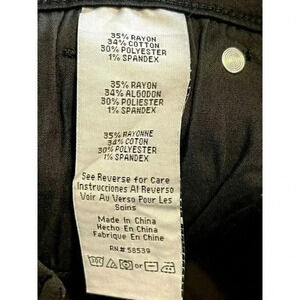 35% RAYON
34% COTTON
30% POLYESTER
1% SPANDEX
35% RAYON
34% ALGODON
30% POLIESTER
1% SPANDEX
35% RAYONNE
34% COTON
30% POLYESTER
1% SPANDEX
See Reverse for Care
Instrucciones Al Reverso
Voir Au Verso Pour Les
Soins
Made in China
Hecho En China
Fabrique En Chine
RN# 58539
or